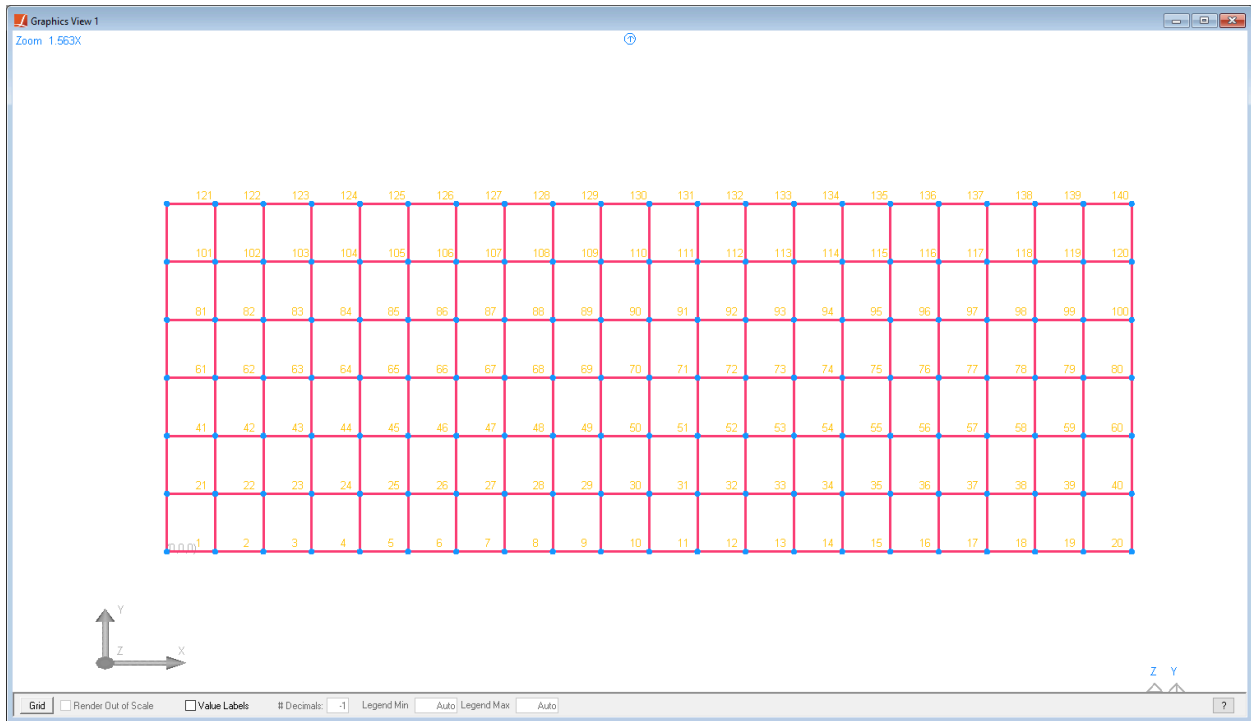 Graphics View 1
Zoom 1.563X
121 122 123 124 125 126 127 128 129 130 131 132 133 134 135 136 137 138 139 140
101 102 103 104 105 106 107 108 109 110 111 112 113 114 115 116 117 118 119 120
81 82 83 84 85 86 87 88 89 90 91 92 93 94 95 96 97 98 99 100
61 62 63 64 65 66 67 68 69 70 71 72 73 74 75 76 77 78 79 80
41 42 43 44 45 46 47 48 49 50 51 52 53 54 55 56 57 58 59 60
21 22 23 24 25 26 27 28 29 30 31 32 33 34 35 36 37 38 39 40
1 2 3 4 5 6 7 8 9 10 11 12 13 14 15 16 17 18 19 20
Y
Z X
Z Y
Grid Render Out of Scale Value Labels # Decimals: -1 Legend Min Auto Legend Max Auto ?